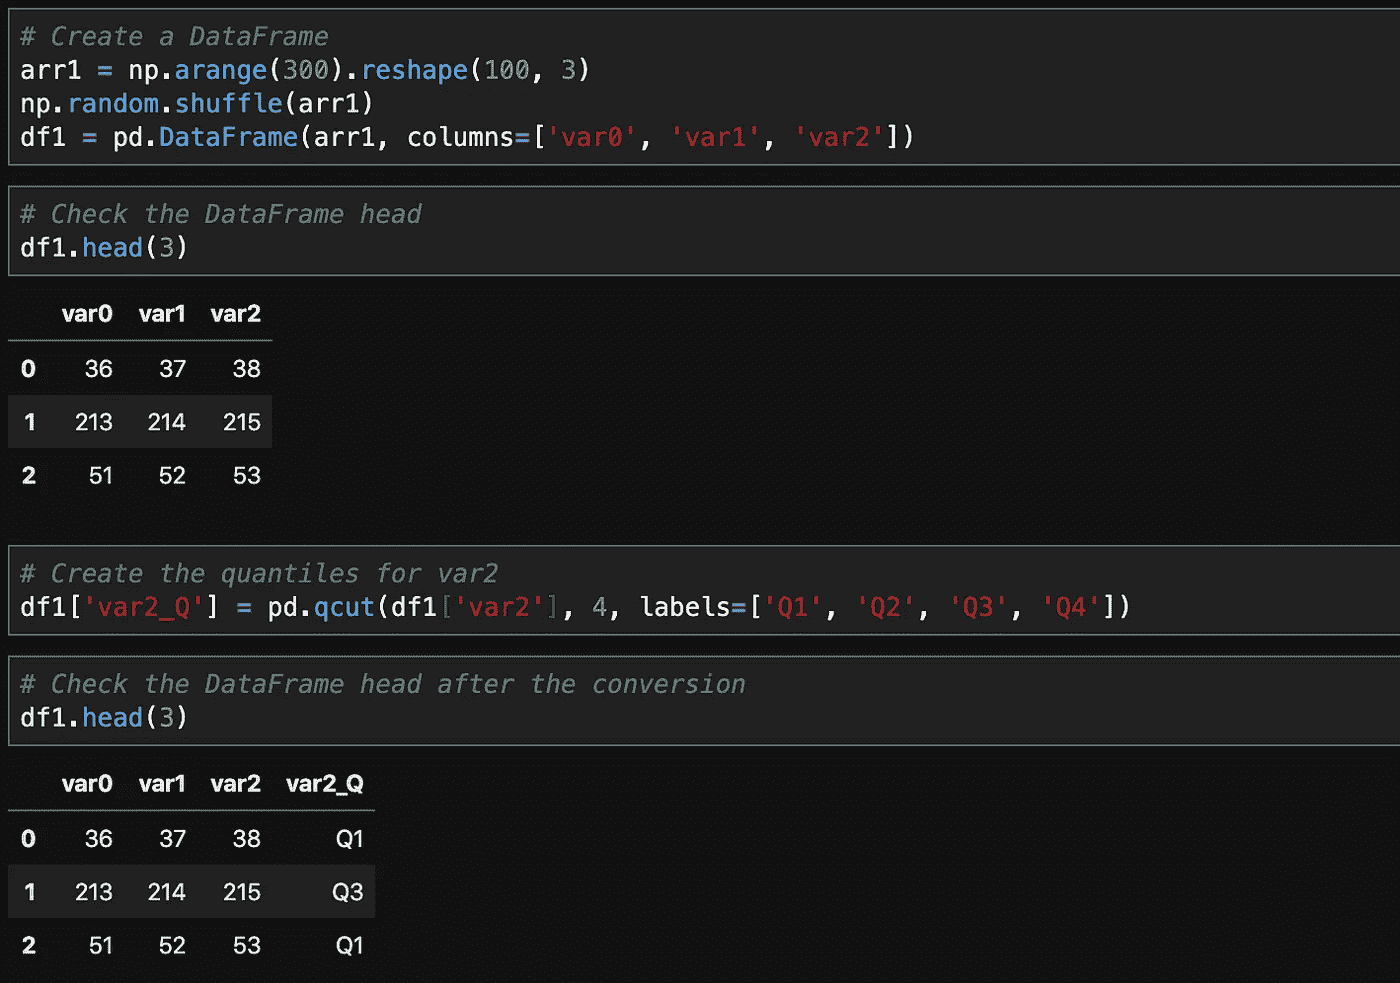 # Create a DataFrame
arr1 = np.arange(300).reshape(100, 3)
np.random.shuffle(arr1)
df1 = pd.DataFrame(arr1, columns=['var0', 'var1', 'var2'])
# Check the DataFrame head
df1.head(3)
var0 var1 var2
0 36 37 38
1 213 214 215
2 51 52 53
# Create the quantiles for var2
df1['var2_Q'] = pd.qcut(df1['var2'], 4, labels=['Q1', 'Q2', 'Q3', 'Q4'])
# Check the DataFrame head after the conversion
df1.head(3)
var0 var1 var2 var2_Q
0 36 37 38 Q1
1 213 214 215 Q3
2 51 52 53 Q1